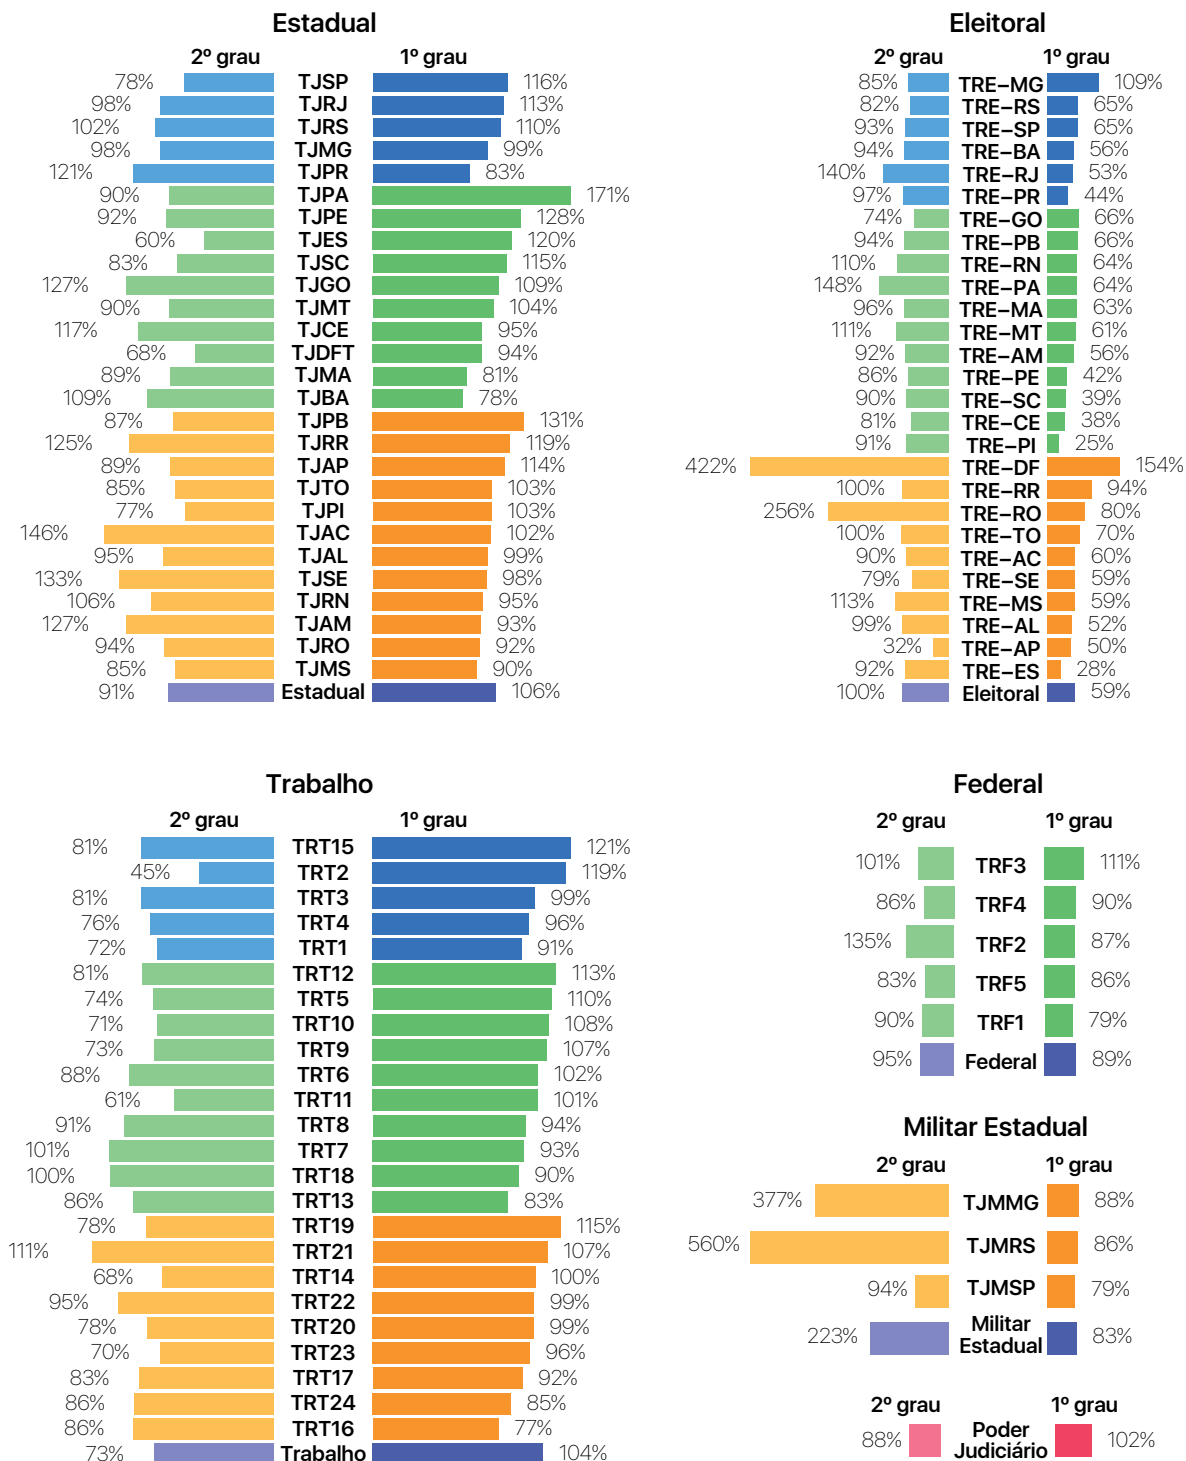 Estadual
2º grau 1º grau
78% TJSP 116%
98% TJRJ 113%
102% TJRS 110%
98% TJMG 99%
121% TJPR 83%
90% TJPA 171%
92% TJPE 128%
60% TJES 120%
83% TJSC 115%
127% TJGO 109%
90% TJMT 104%
117% TJCE 95%
68% TJDFT 94%
89% TJMA 81%
109% TJBA 78%
87% TJPB 131%
125% TJRR 119%
89% TJAP 114%
85% TJTO 103%
77% TJPI 103%
146% TJAC 102%
95% TJAL 99%
133% TJSE 98%
106% TJRN 95%
127% TJAM 93%
94% TJRO 92%
85% TJMS 90%
91% Estadual 106%
Eleitoral
2º grau 1º grau
85% TRE–MG 109%
82% TRE–RS 65%
93% TRE–SP 65%
94% TRE–BA 56%
140% TRE–RJ 53%
97% TRE–PR 44%
74% TRE–GO 66%
94% TRE–PB 66%
110% TRE–RN 64%
148% TRE–PA 64%
96% TRE–MA 63%
111% TRE–MT 61%
92% TRE–AM 56%
86% TRE–PE 42%
90% TRE–SC 39%
81% TRE–CE 38%
91% TRE–PI 25%
422% TRE–DF 154%
100% TRE–RR 94%
256% TRE–RO 80%
100% TRE–TO 70%
90% TRE–AC 60%
79% TRE–SE 59%
113% TRE–MS 59%
99% TRE–AL 52%
32% TRE–AP 50%
92% TRE–ES 28%
100% Eleitoral 59%
Trabalho
2º grau 1º grau
81% TRT15 121%
45% TRT2 119%
81% TRT3 99%
76% TRT4 96%
72% TRT1 91%
81% TRT12 113%
74% TRT5 110%
71% TRT10 108%
73% TRT9 107%
88% TRT6 102%
61% TRT11 101%
91% TRT8 94%
101% TRT7 93%
100% TRT18 90%
86% TRT13 83%
78% TRT19 115%
111% TRT21 107%
68% TRT14 100%
95% TRT22 99%
78% TRT20 99%
70% TRT23 96%
83% TRT17 92%
86% TRT24 85%
86% TRT16 77%
73% Trabalho 104%
Federal
2º grau 1º grau
101% TRF3 111%
86% TRF4 90%
135% TRF2 87%
83% TRF5 86%
90% TRF1 79%
95% Federal 89%
Militar Estadual
2º grau 1º grau
377% TJMMG 88%
560% TJMRS 86%
94% TJMSP 79%
Militar
223% Estadual 83%
2º grau 1º grau
Poder
88% Judiciário 102%